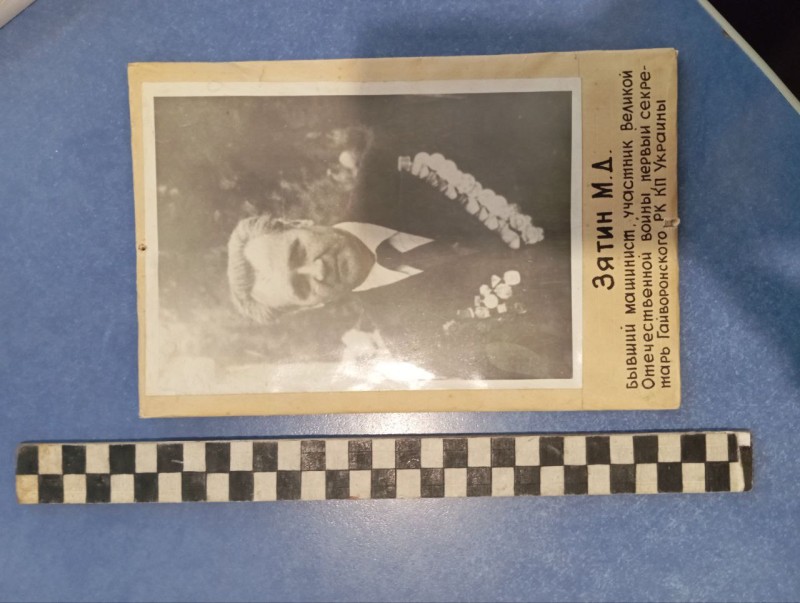 Зятин М.Д.
Бывший машинист, участник Великой
Отечественной войны, первый секре-
тарь Гайворонского РК КП Украины